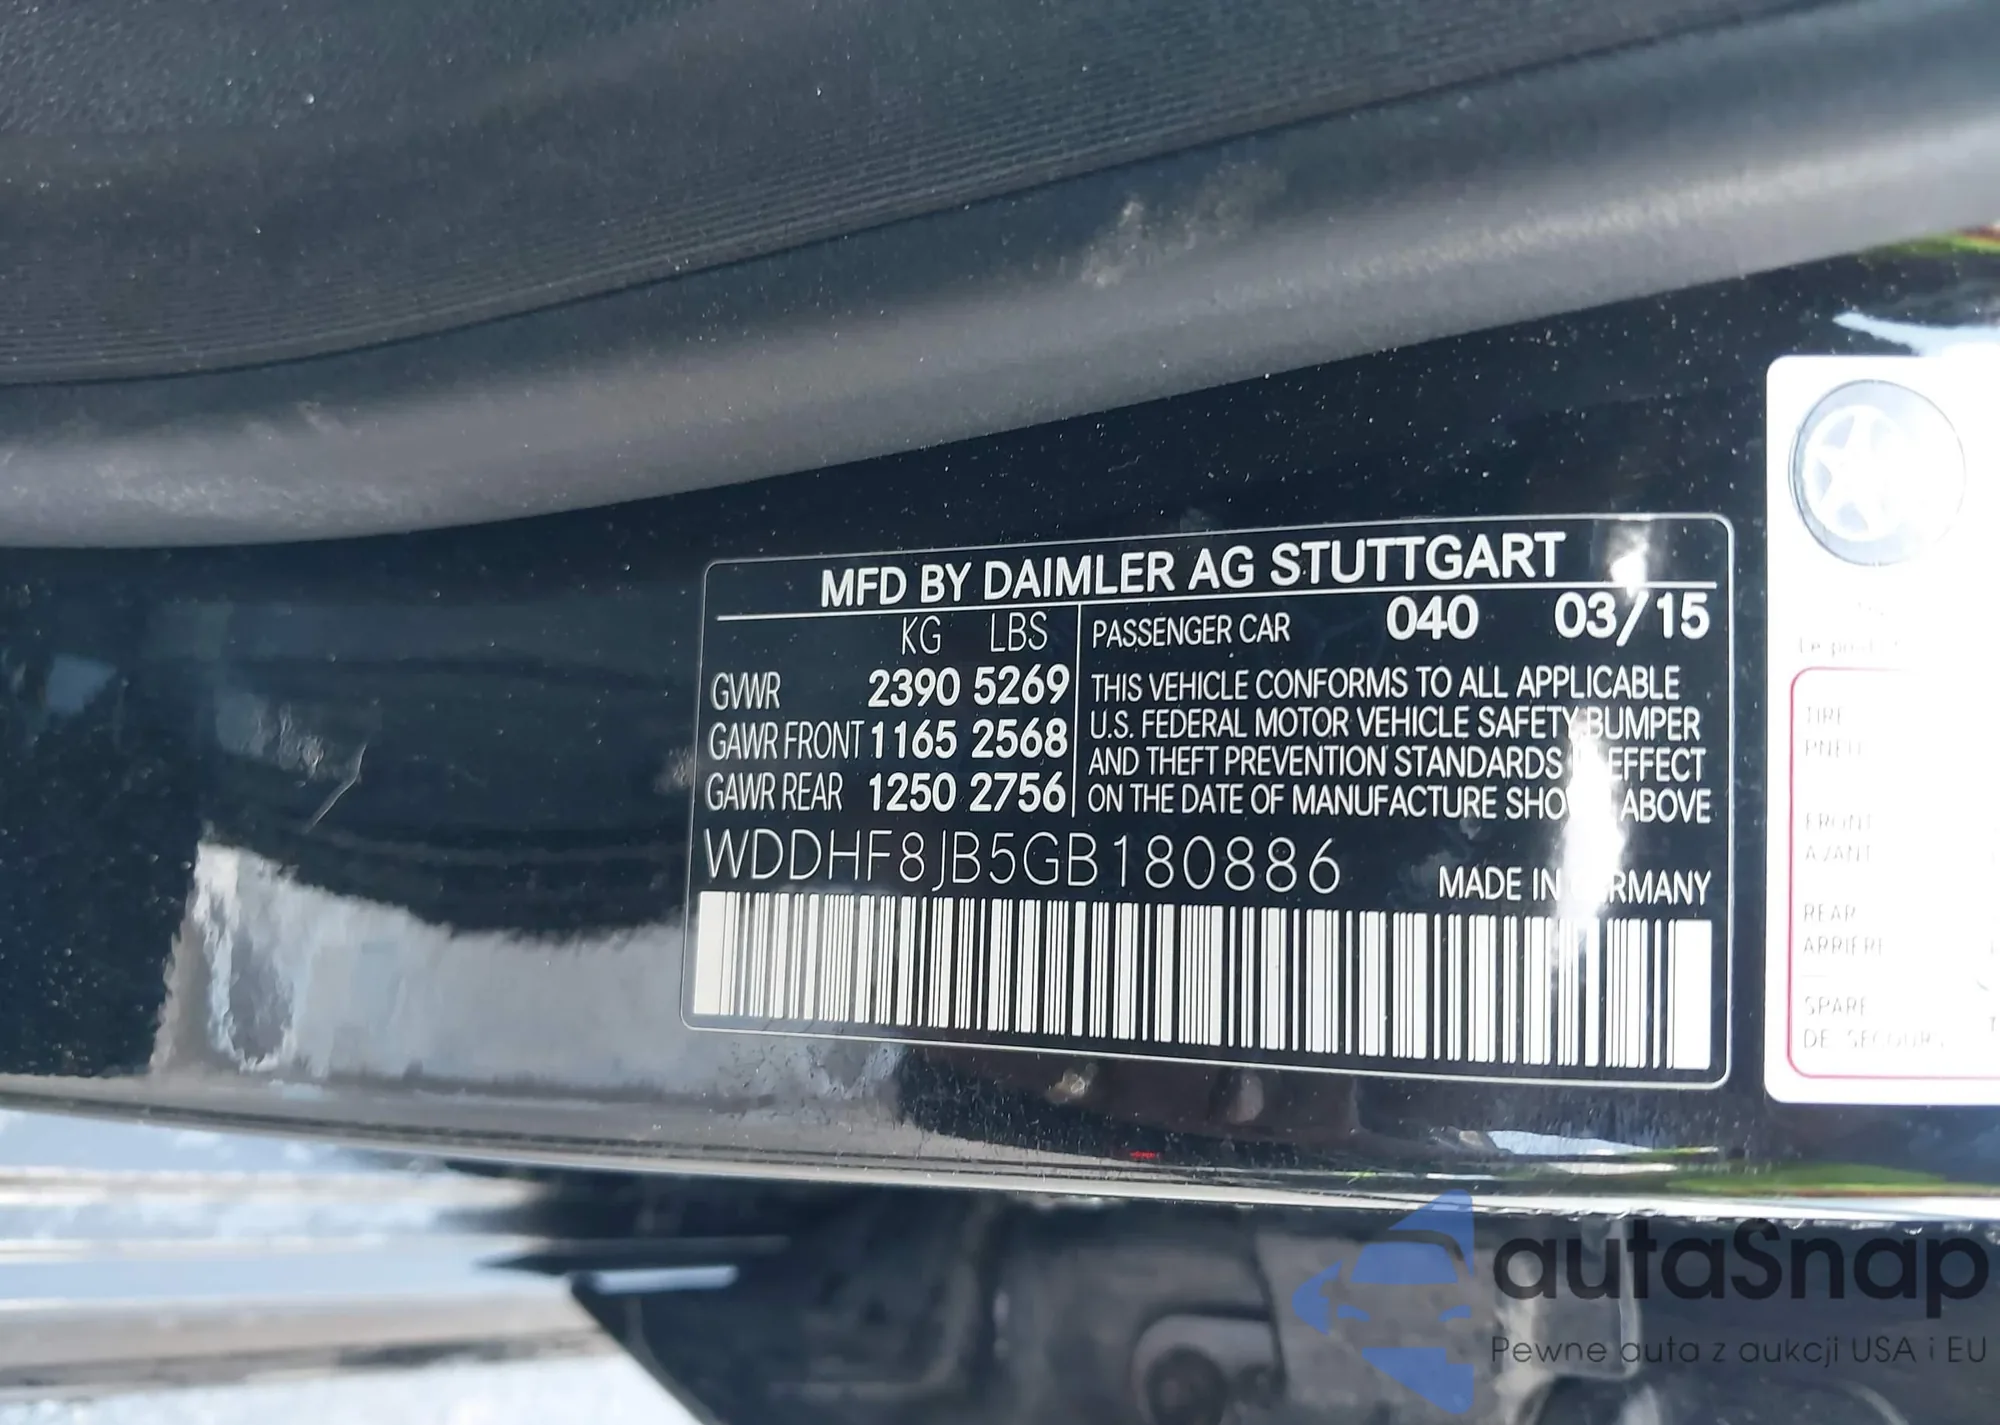 MFD BY DAIMLER AG STUTTGART
KG LBS
GVWR 2390 5269
GAWR FRONT 1165 2568
GAWR REAR 1250 2756
PASSENGER CAR 040 03/15
THIS VEHICLE CONFORMS TO ALL APPLICABLE
U.S. FEDERAL MOTOR VEHICLE SAFETY, BUMPER
AND THEFT PREVENTION STANDARDS EFFECT
ON THE DATE OF MANUFACTURE ABOVE
WDDHF8JB5GB180886
MADE IN
TIRE
PNEU
FRONT
AVANT
REAR
ARRIERE
SPARE
DE SECOURS
autaSnap
Pewne auta z aukcji USA i EU